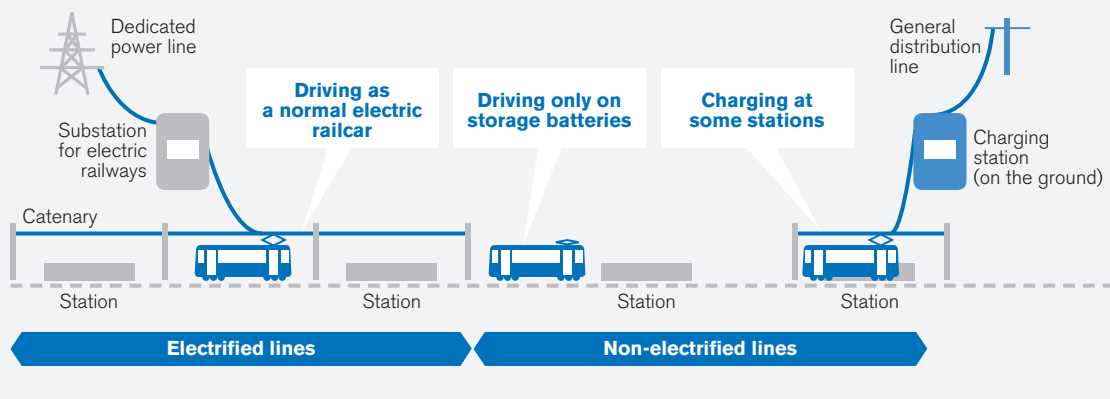 Dedicated
power line
General
distribution
line
Driving as
a normal electric
railcar
Driving only on
storage batteries
Charging at
some stations
Substation
for electric
railways
Charging
station
(on the ground)
Catenary
Station
Station
Station
Station
Electrified lines
Non-electrified lines